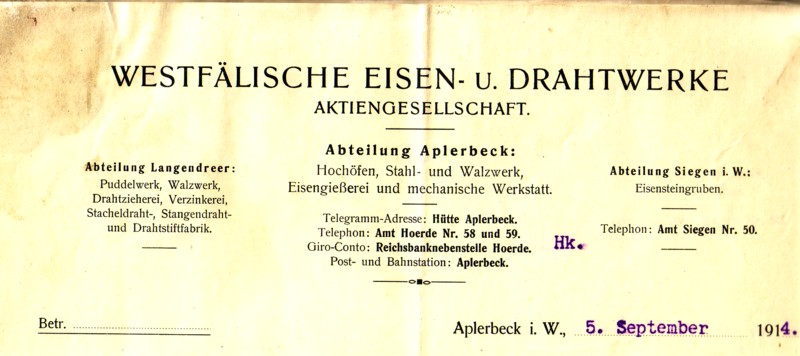 WESTFÄLISCHE EISEN- U. DRAHTWERKE
AKTIENGESELLSCHAFT.
Abteilung Langendreer:
Puddelwerk, Walzwerk,
Drahtzieherei, Verzinkerei,
Stacheldraht-, Stangendraht-
und Drahtstiftfabrik.
Abteilung Aplerbeck:
Hochöfen, Stahl- und Walzwerk,
Eisengießerei und mechanische Werkstatt.
Telegramm-Adresse: Hütte Aplerbeck.
Telephon: Amt Hoerde Nr. 58 und 59.
Giro-Conto: Reichsbanknebenstelle Hoerde.
Post- und Bahnstation: Aplerbeck.
Hk.
Abteilung Siegen i. W.:
Eisensteingruben.
Telephon: Amt Siegen Nr. 50.
Betr.
Aplerbeck i. W., 5. September 1914.